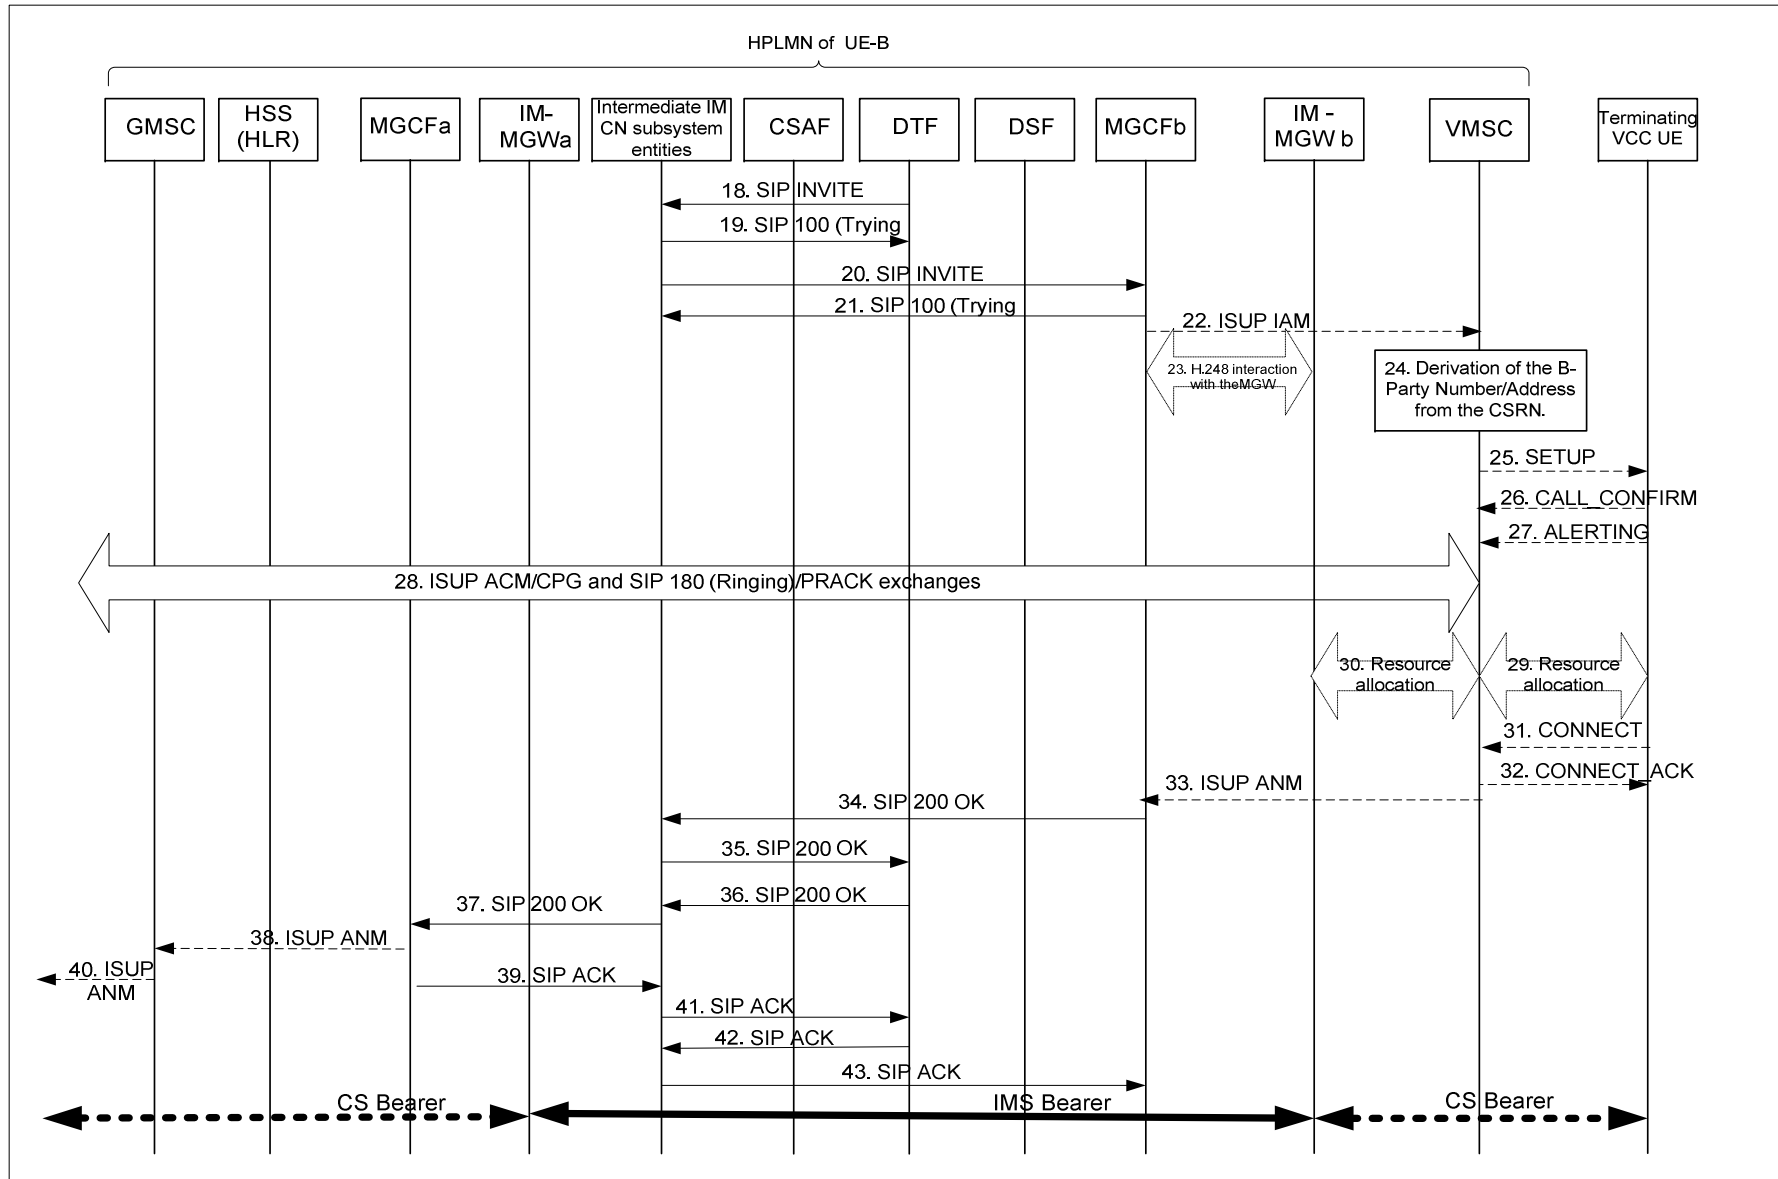 HPLMN of UE-B
GMSC
HSS
(HLR)
MGCFa
IM-
MGWa
Intermediate IM
CN subsystem
entities
CSAF
DTF
DSF
MGCFb
IM -
MGW b
VMSC
Terminating
VCC UE
18. SIP INVITE
19. SIP 100 (Trying
20. SIP INVITE
21. SIP 100 (Trying
22. ISUP IAM
23. H.248 interaction
with theMGW
24. Derivation of the B-
Party Number/Address
from the CSRN.
25. SETUP
26. CALL_CONFIRM
27. ALERTING
28. ISUP ACM/CPG and SIP 180 (Ringing)/PRACK exchanges
30. Resource
allocation
29. Resource
allocation
31. CONNECT
32. CONNECT_ACK
33. ISUP ANM
34. SIP 200 OK
35. SIP 200 OK
36. SIP 200 OK
37. SIP 200 OK
38. ISUP ANM
40. ISUP
ANM
39. SIP ACK
41. SIP ACK
42. SIP ACK
43. SIP ACK
CS Bearer
IMS Bearer
CS Bearer